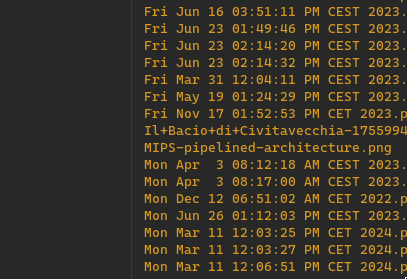 Fri Jun 16 03:51:11 PM CEST 2023.
Fri Jun 23 01:49:46 PM CEST 2023.
Fri Jun 23 02:14:20 PM CEST 2023.
Fri Jun 23 02:14:32 PM CEST 2023.
Fri Mar 31 12:04:11 PM CEST 2023.
Fri May 19 01:24:29 PM CEST 2023.
Fri Nov 17 01:52:53 PM CET 2023.p
Il+Bacio+di+Civitavecchia-1755994
MIPS-pipelined-architecture.png
Mon Apr  3 08:12:18 AM CEST 2023.
Mon Apr  3 08:17:00 AM CEST 2023.
Mon Dec 12 06:51:02 AM CET 2022.p
Mon Jun 26 01:12:03 PM CEST 2023.
Mon Mar 11 12:03:25 PM CET 2024.p
Mon Mar 11 12:03:27 PM CET 2024.p
Mon Mar 11 12:06:51 PM CET 2024.p